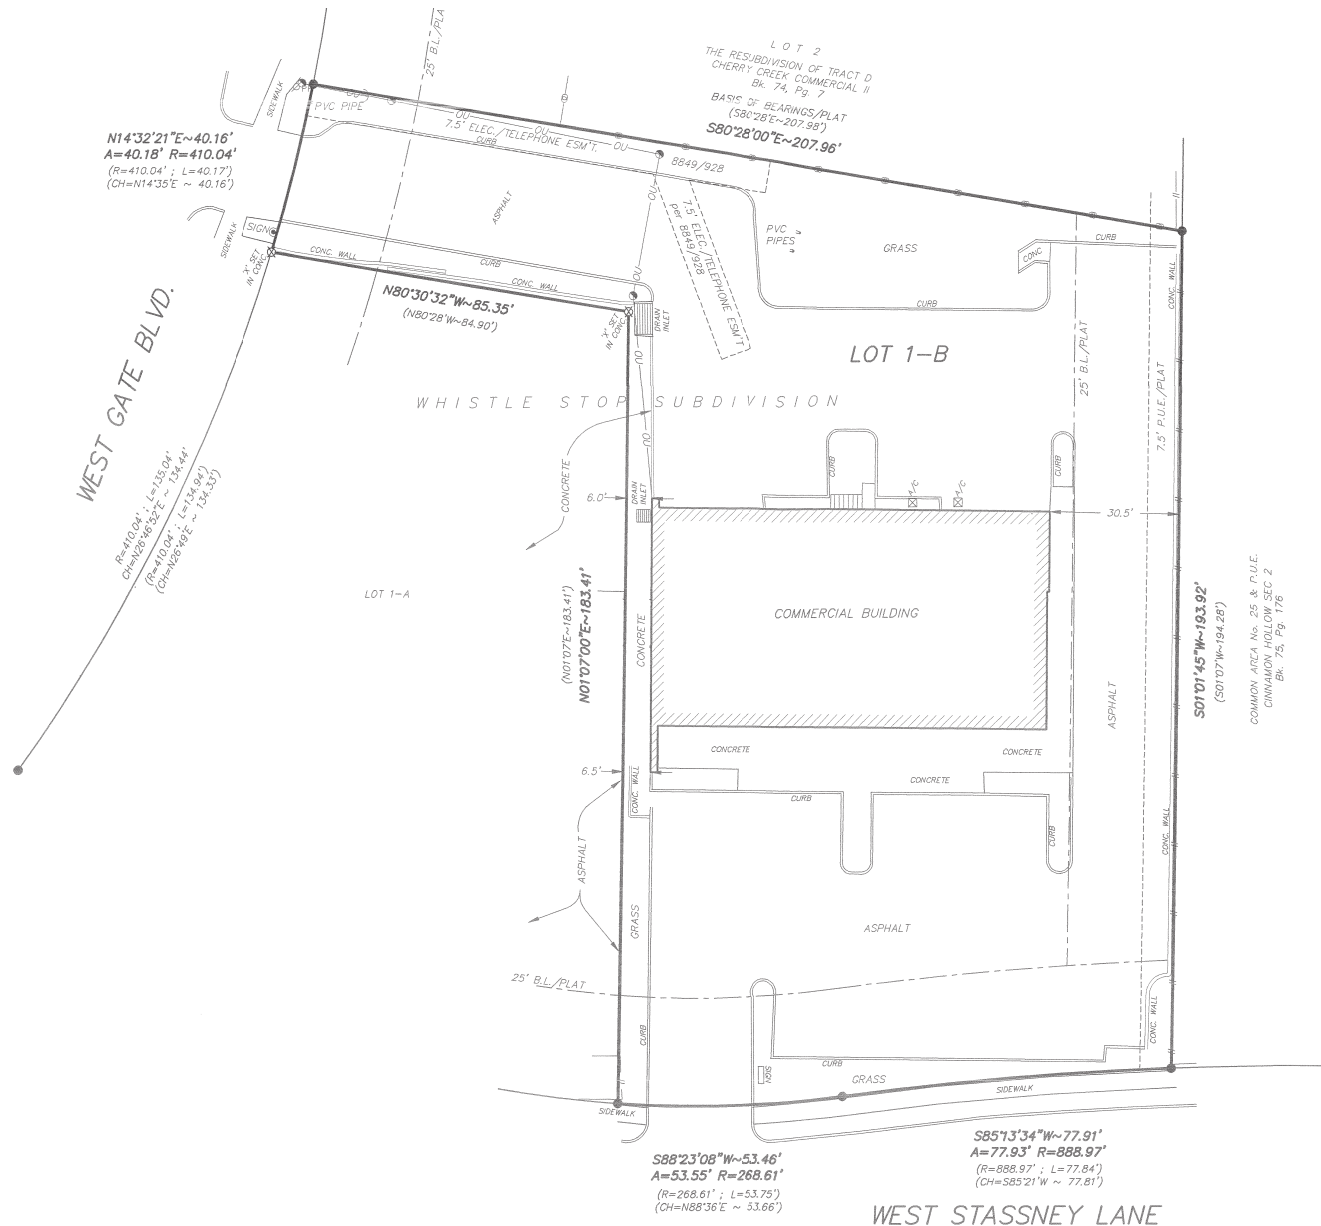 LOT 2
THE RESUBDIVISION OF TRACT D
CHERRY CREEK COMMERCIAL II
Bk. 74, Pg. 7
BASIS OF BEARINGS/PLAT
(S80°28'E~207.98')
S80°28'00"E~207.96'
25' B.L./PLA
SIDEWALK
PP
PVC PIPE
OU
OU
OU
OU
7.5' ELEC./TELEPHONE ESM'T.
CURB
8849/928
N14°32'21"E~40.16'
A=40.18' R=410.04'
(R=410.04' ; L=40.17')
(CH=N14°35'E ~ 40.16')
ASPHALT
OU
7.5' ELEC./TELEPHONE ESM'T
per 8849/928
PVC
PIPES
GRASS
CURB
CONC
SIGN
SIDEWALK
'X' SET
IN CONC.
CONC. WALL
CURB
CONC. WALL
OU
N80°30'32"W~85.35'
(N80°28'W~84.90')
'X' SET
IN CONC.
DRAIN
INLET
CURB
CONC. WALL
LOT 1-B
25' B.L./PLAT
7.5' P.U.E./PLAT
OU
WEST GATE BLVD.
WHISTLE STOP SUBDIVISION
OU
R=410.04' ; L=135.04'
CH=N26°46'52"E ~ 134.44'
(R=410.04' ; L=134.94')
(CH=N26°49'E ~ 134.33')
CONCRETE
6.0'
DRAIN
INLET
CURB
A/C
A/C
CURB
30.5'
LOT 1-A
(N01°07'E~183.41')
N01°07'00"E~183.41'
CONCRETE
COMMERCIAL BUILDING
ASPHALT
S01°01'45"W~193.92'
(S01°07'W~194.28')
COMMON AREA No. 25 & P.U.E.
CINNAMON HOLLOW SEC 2
Bk. 75, Pg. 176
CONCRETE
CONCRETE
6.5'
CONC. WALL
CONCRETE
CURB
CURB
CONC. WALL
ASPHALT
GRASS
ASPHALT
25' B.L./PLAT
CURB
CONC. WALL
CURB
SIGN
GRASS
SIDEWALK
SIDEWALK
S88°23'08"W~53.46'
A=53.55' R=268.61'
(R=268.61' ; L=53.75')
(CH=N88°36'E ~ 53.66')
S85°13'34"W~77.91'
A=77.93' R=888.97'
(R=888.97' ; L=77.84')
(CH=S85°21'W ~ 77.81')
WEST STASSNEY LANE